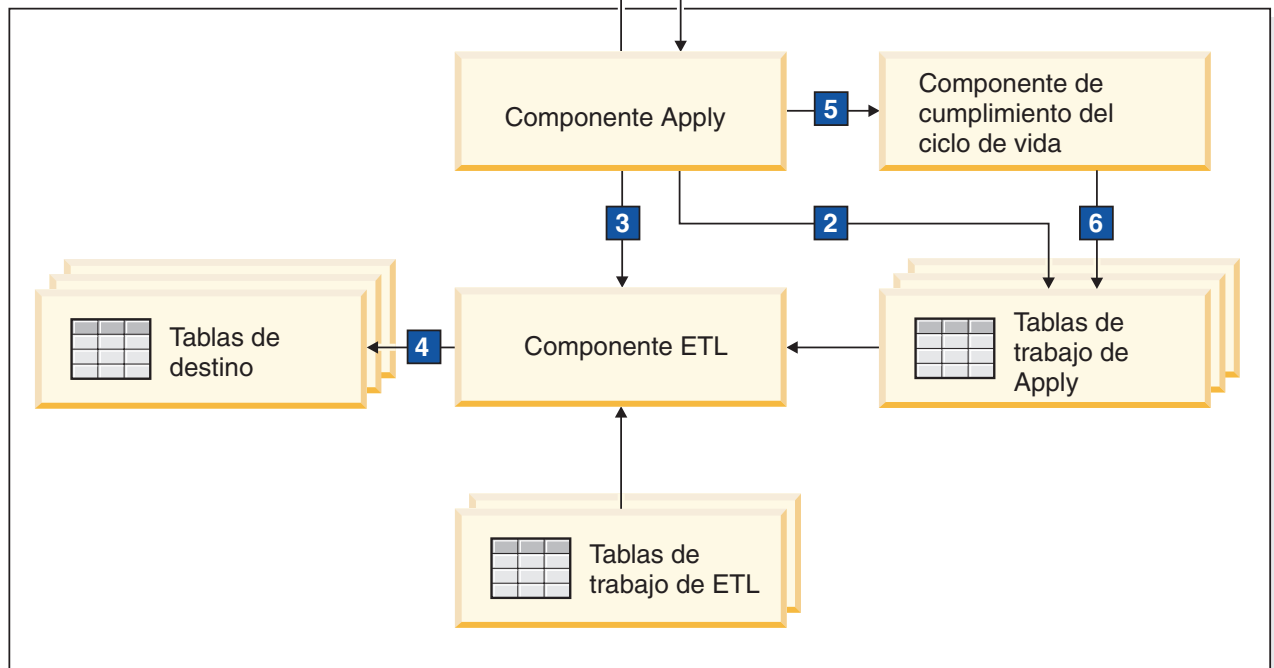 Componente Apply
5
Componente de
cumplimiento del
ciclo de vida
3
2
6
Tablas de
destino
4
Componente ETL
Tablas de
trabajo de
Apply
Tablas de
trabajo de ETL